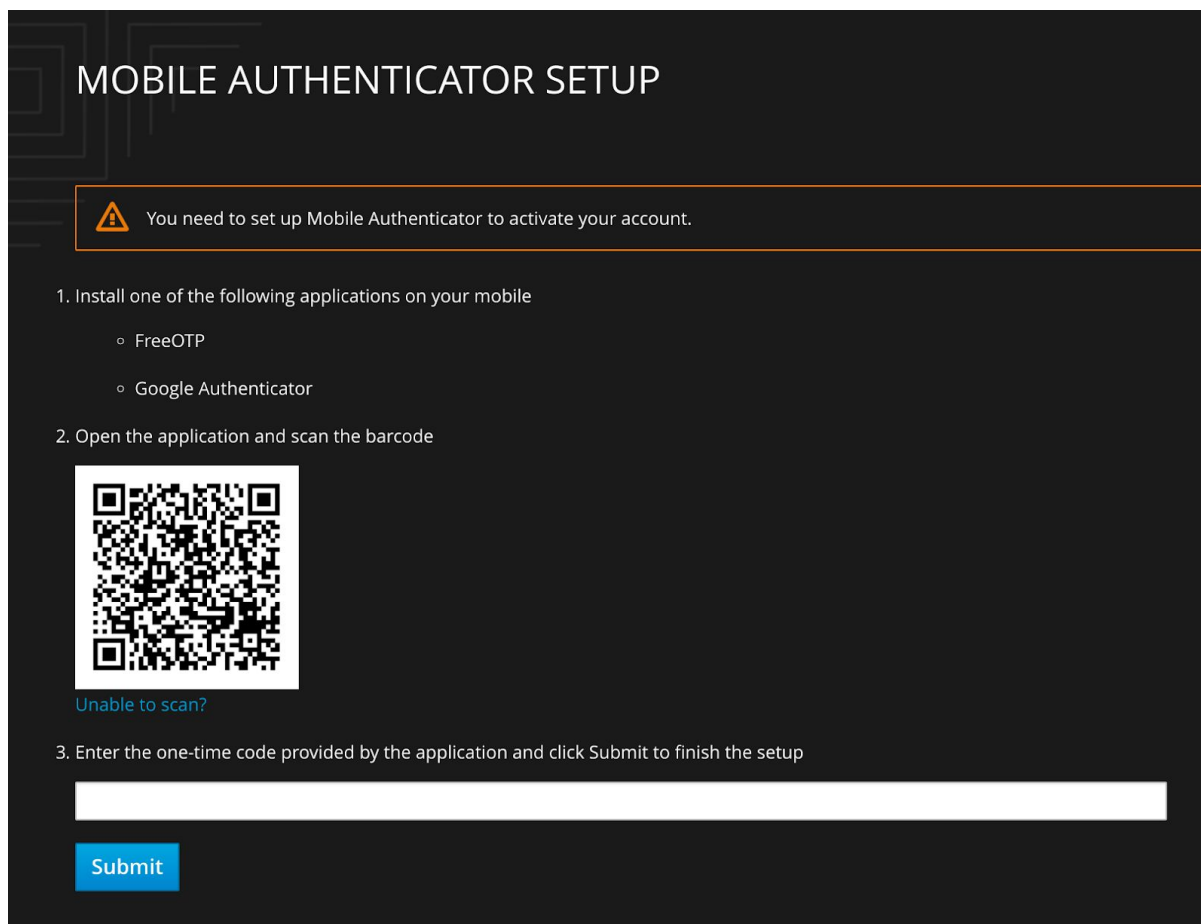 MOBILE AUTHENTICATOR SETUP
You need to set up Mobile Authenticator to activate your account.
1. Install one of the following applications on your mobile
◦ FreeOTP
◦ Google Authenticator
2. Open the application and scan the barcode
Unable to scan?
3. Enter the one-time code provided by the application and click Submit to finish the setup
Submit